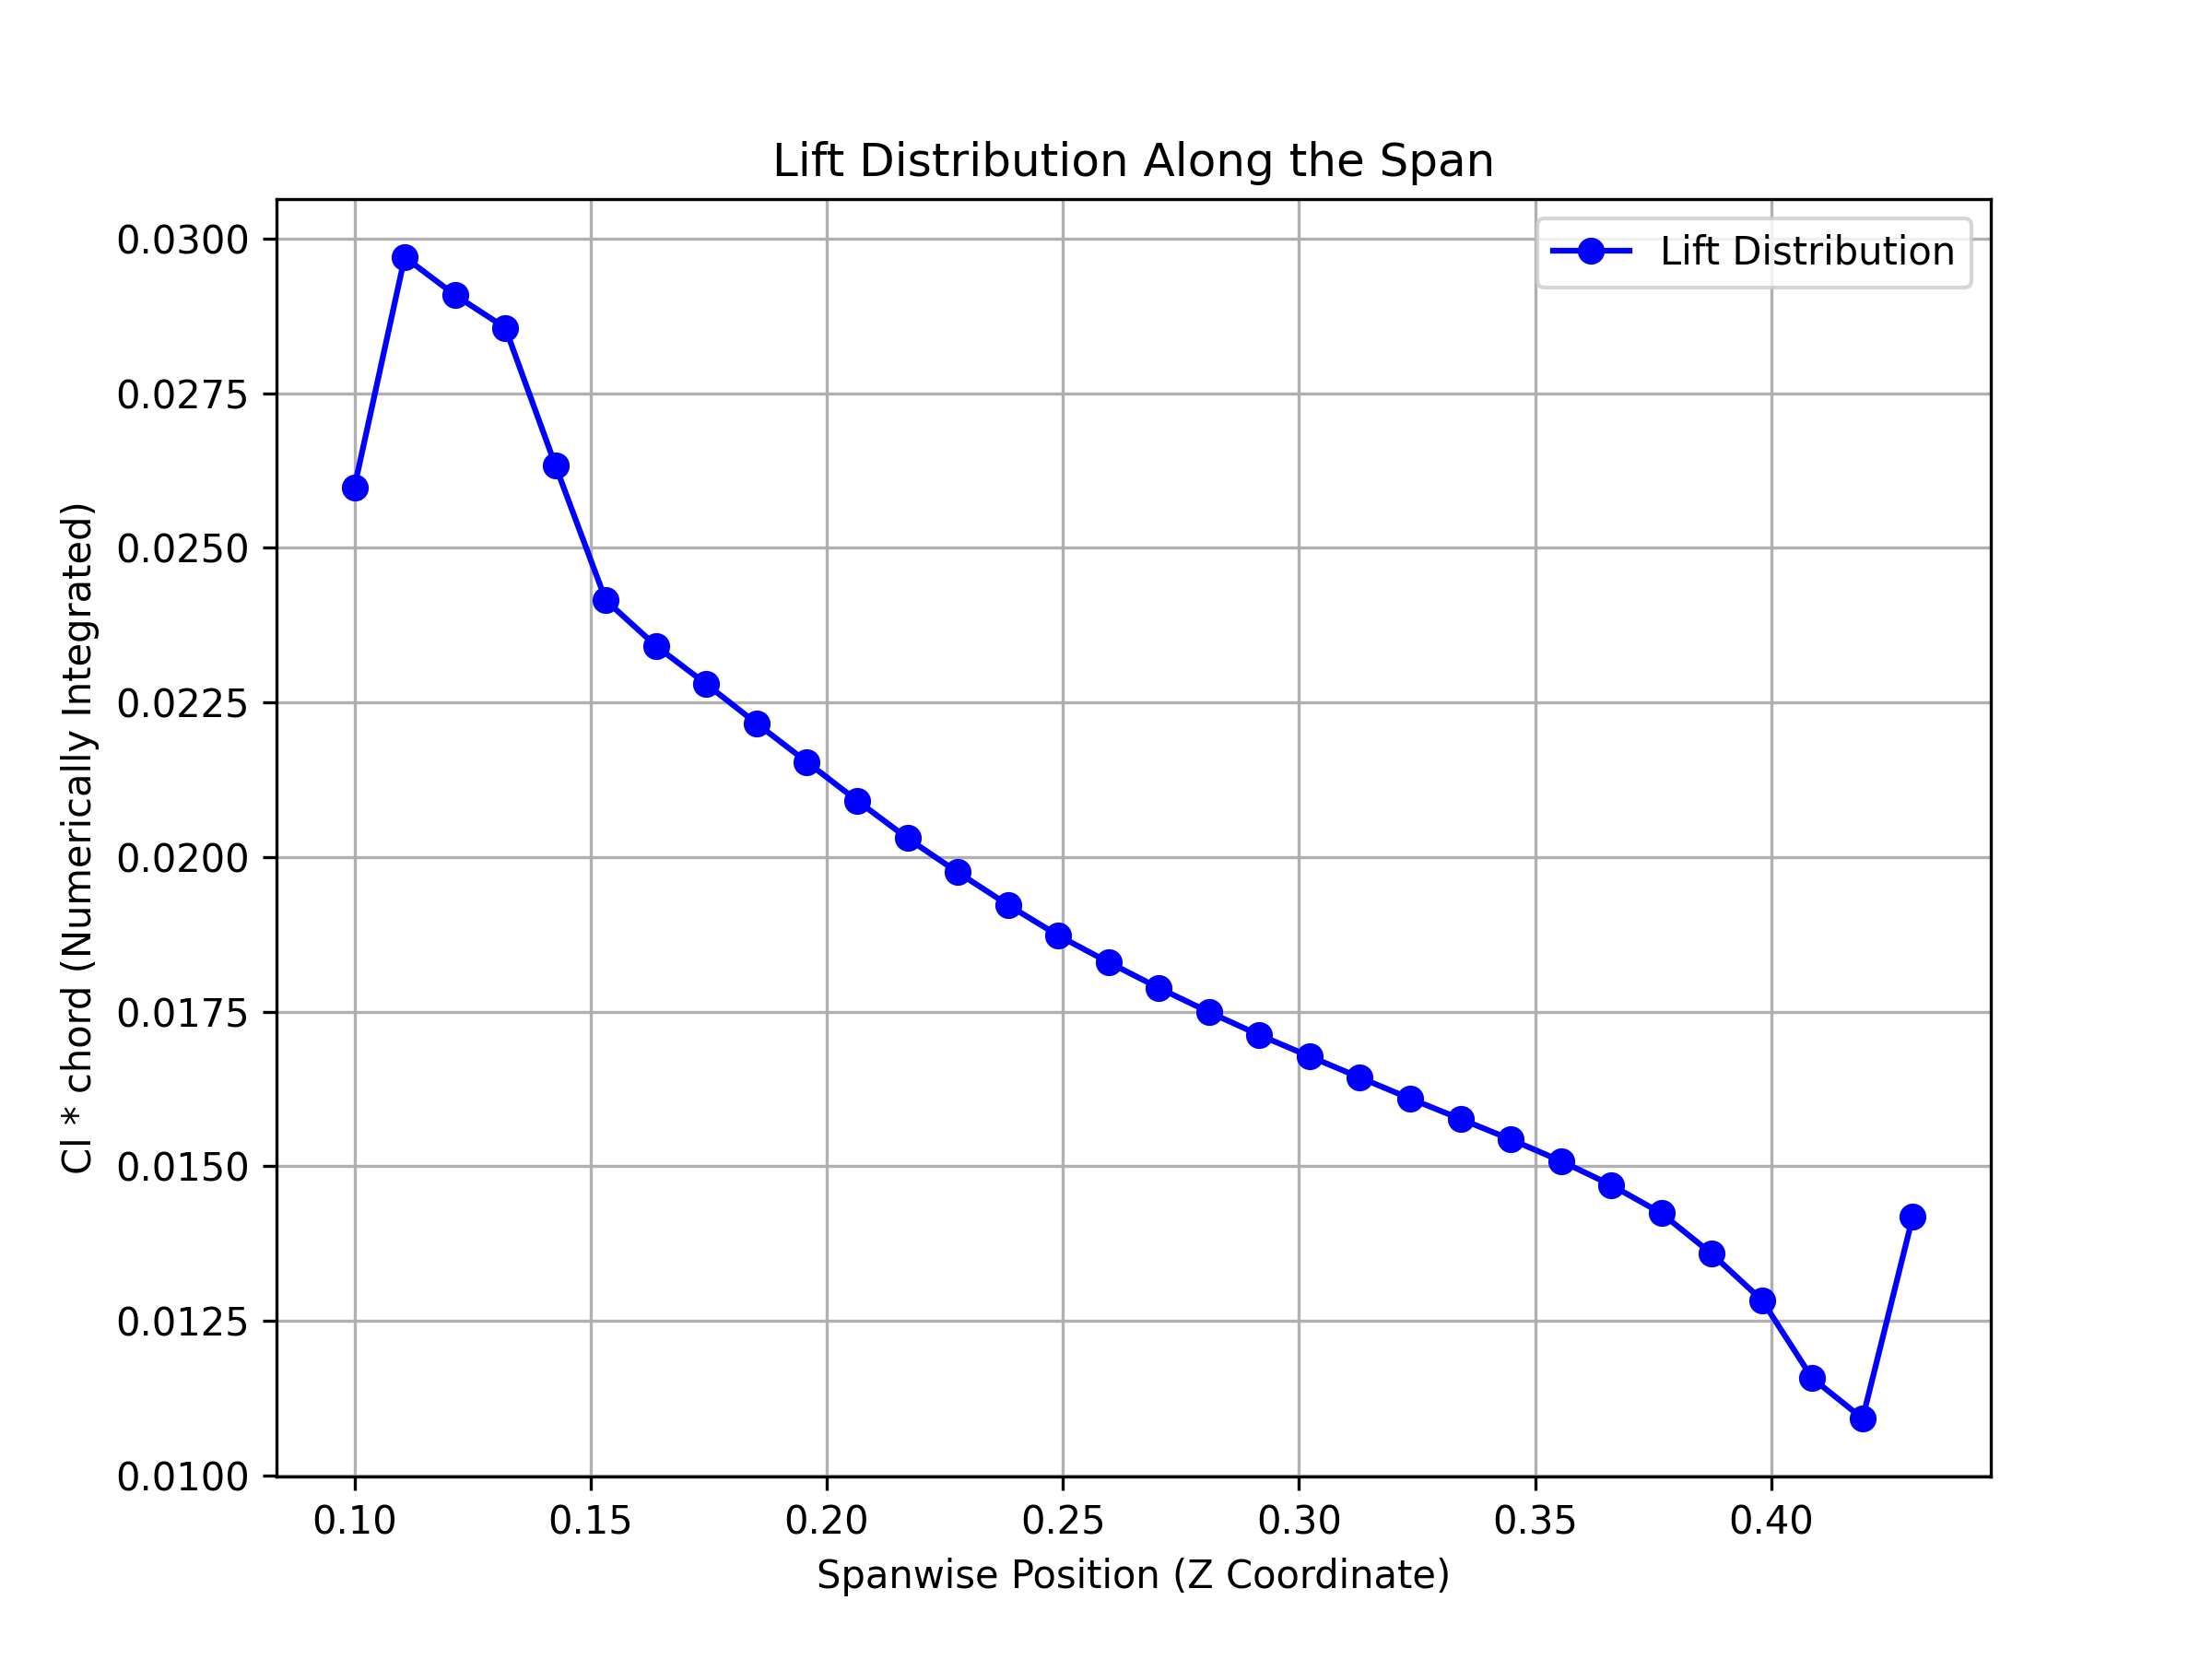 Lift Distribution Along the Span
Lift Distribution
Cl * chord (Numerically Integrated)
0.0300
0.0275
0.0250
0.0225
0.0200
0.0175
0.0150
0.0125
0.0100
0.10 0.15 0.20 0.25 0.30 0.35 0.40
Spanwise Position (Z Coordinate)